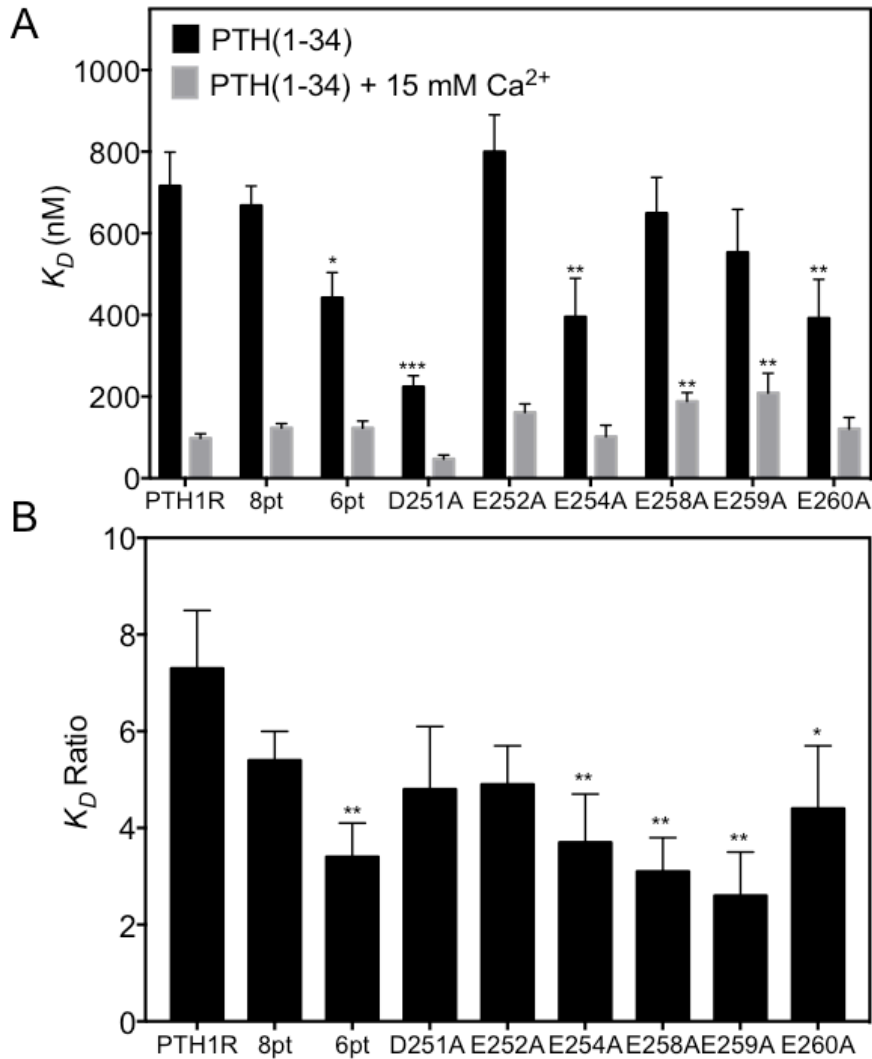 A
PTH(1-34)
PTH(1-34) + 15 mM Ca²⁺
1000
800
600
400
200
0
K_D (nM)
*
***
**
**
**
**
PTH1R 8pt 6pt D251A E252A E254A E258A E259A E260A
B
10
8
6
4
2
0
K_D Ratio
**
**
**
**
*
PTH1R 8pt 6pt D251A E252A E254A E258A E259A E260A